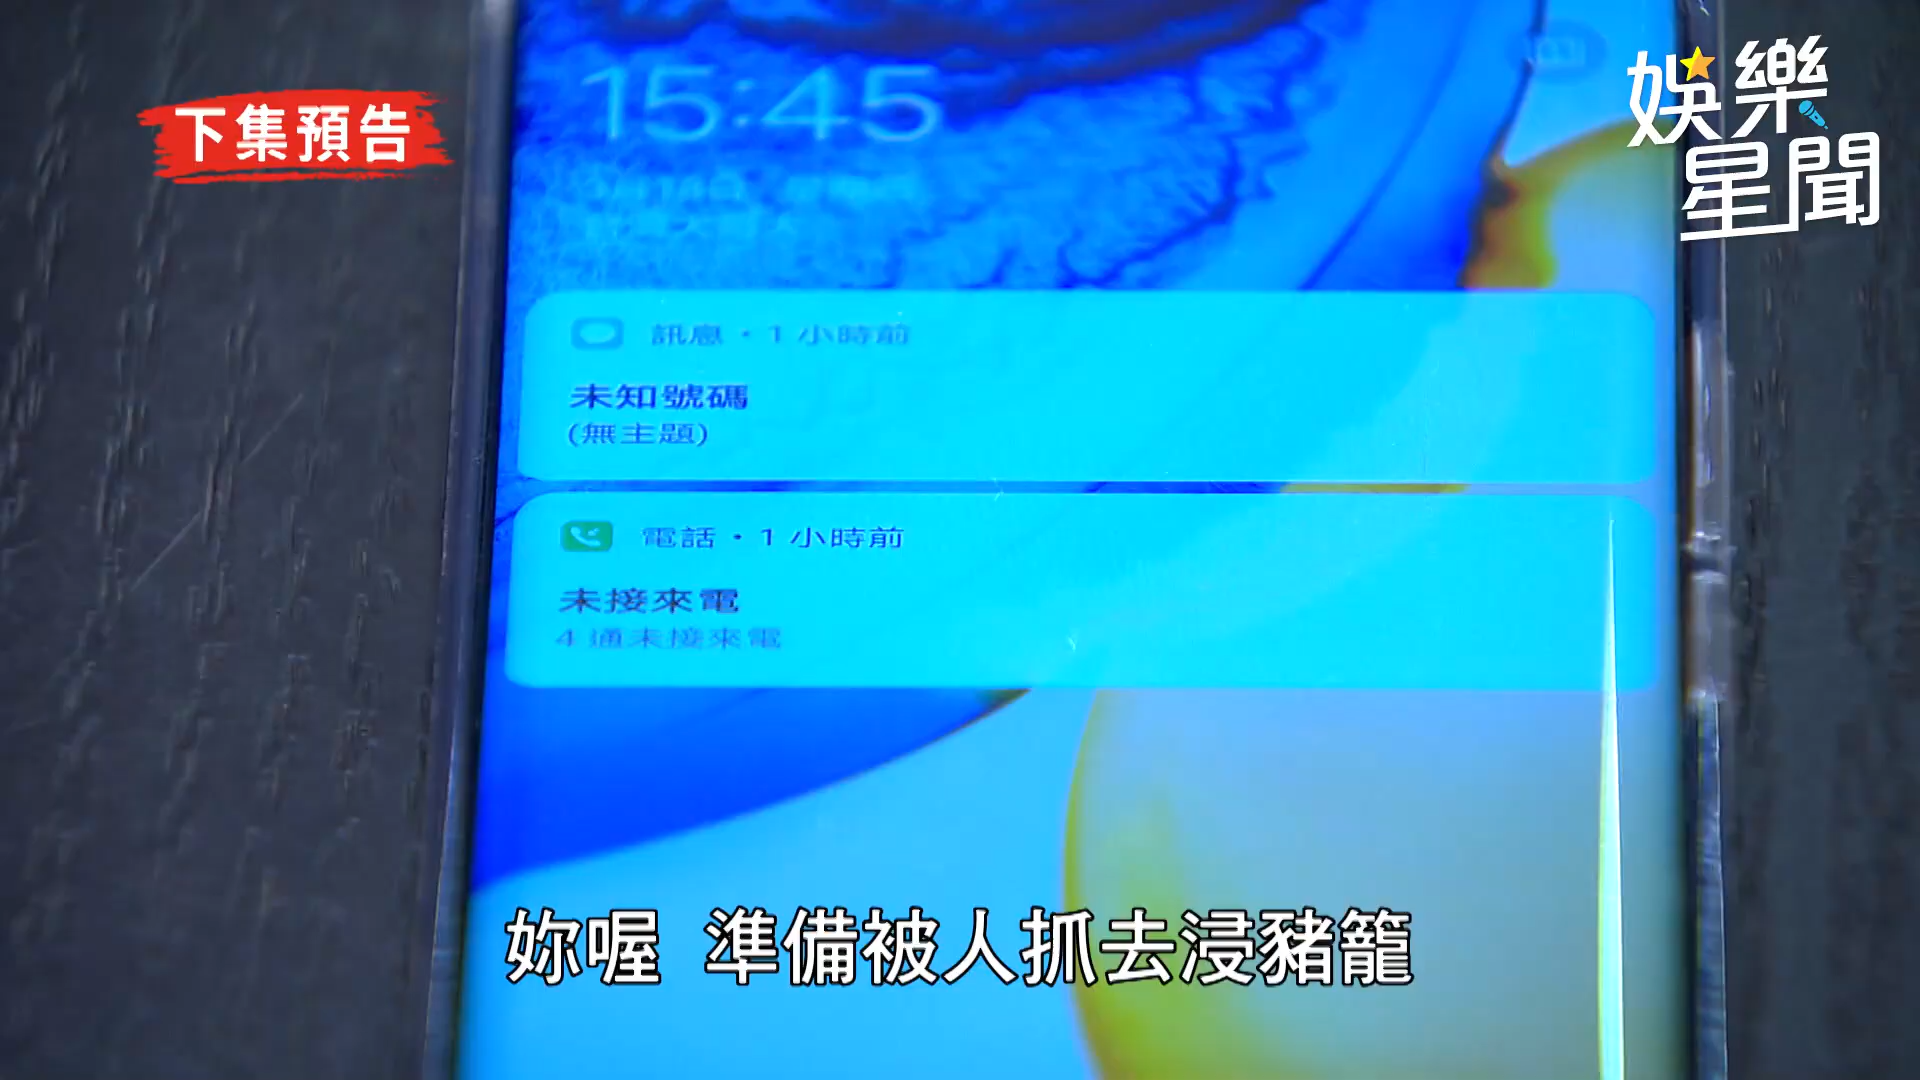 下集預告
娛樂
星聞
15:45
訊息・1 小時前
未知號碼
(無主題)
電話・1 小時前
未接來電
4 通未接來電
妳喔 準備被人抓去浸豬籠